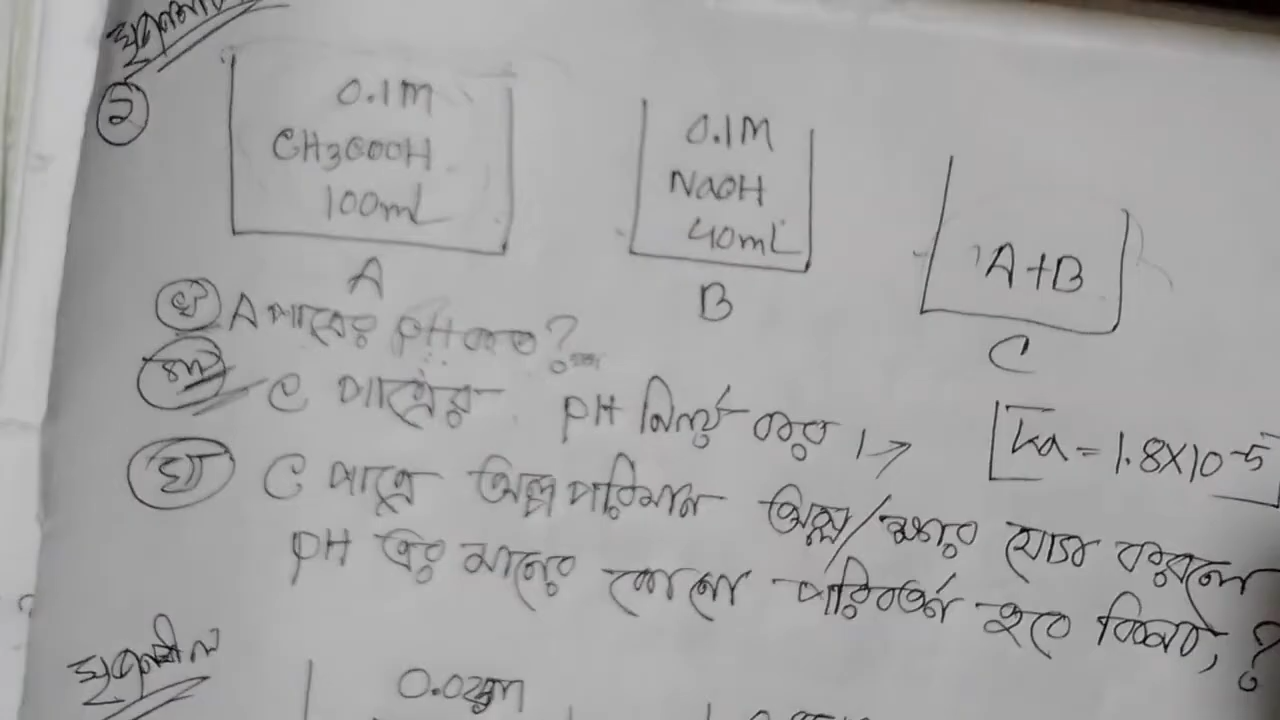 সৃজনশীল
২
0.1M
CH3COOH
100mL
A
0.1M
NaOH
40mL
B
A+B
C
A পাত্রের pH কত?
C পাত্রের pH নির্ণয় কর।→
Ka = 1.8×10-5
ঘ C পাত্রে অল্প পরিমান অম্ল/ক্ষার যোগ করলে
pH এর মানের কোনো পরিবর্তন হবে কিনা,?
সৃজনশীল